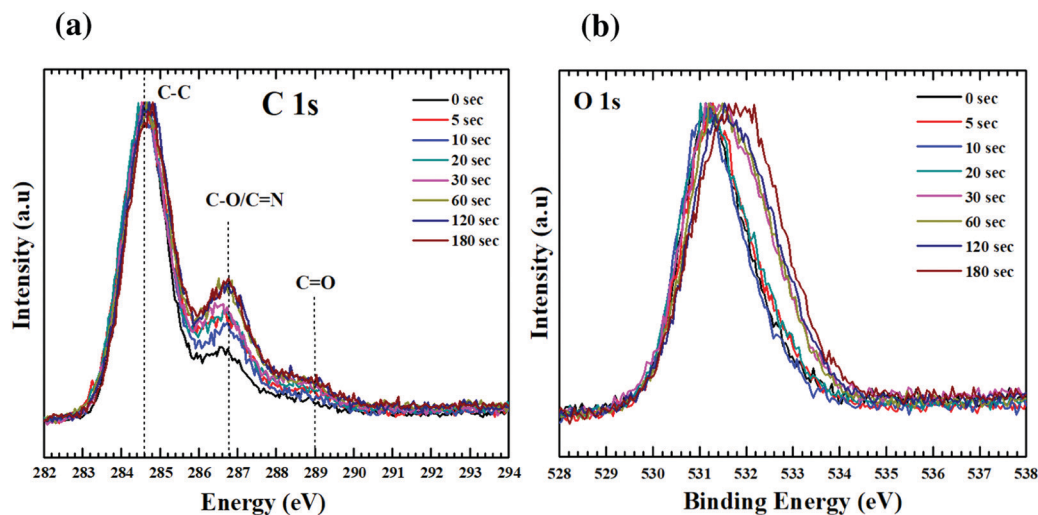 (a)
C-C
C 1s
0 sec
5 sec
10 sec
20 sec
30 sec
60 sec
120 sec
180 sec
C-O/C=N
C=O
Intensity (a.u)
282 283 284 285 286 287 288 289 290 291 292 293 294
Energy (eV)
(b)
O 1s
0 sec
5 sec
10 sec
20 sec
30 sec
60 sec
120 sec
180 sec
Intensity (a.u)
528 529 530 531 532 533 534 535 536 537 538
Binding Energy (eV)